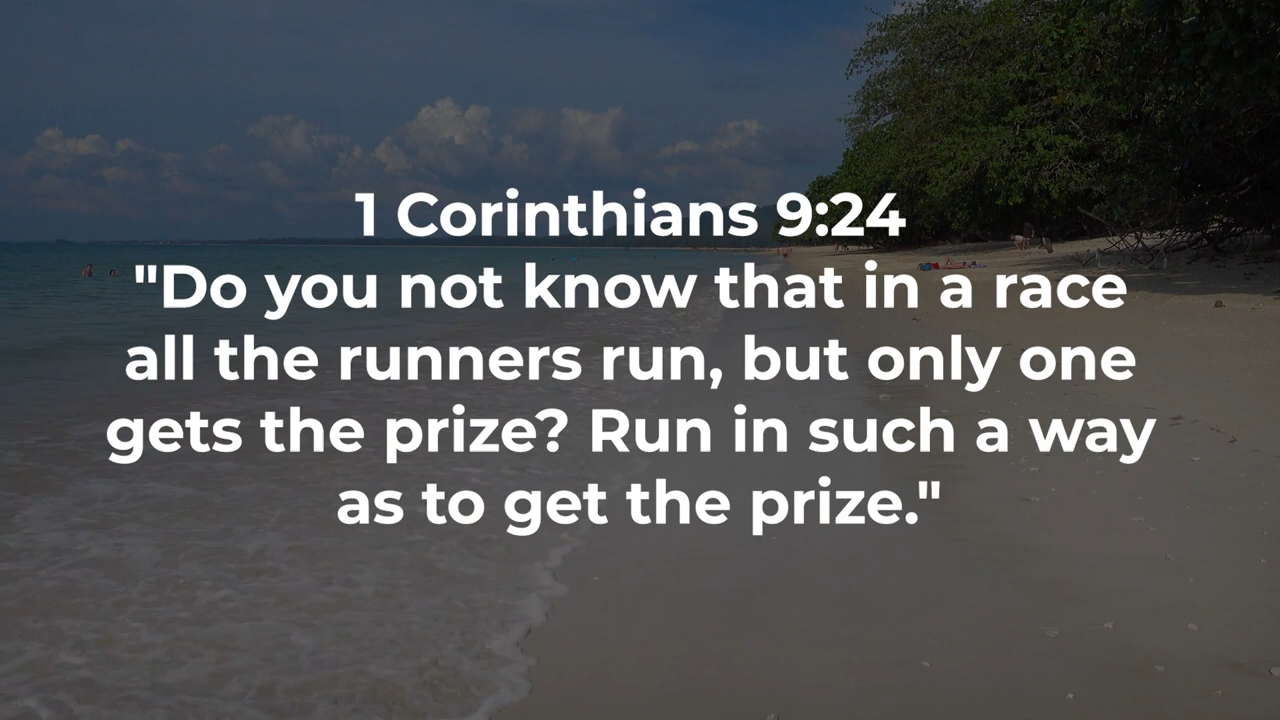 1 Corinthians 9:24
"Do you not know that in a race
all the runners run, but only one
gets the prize? Run in such a way
as to get the prize."